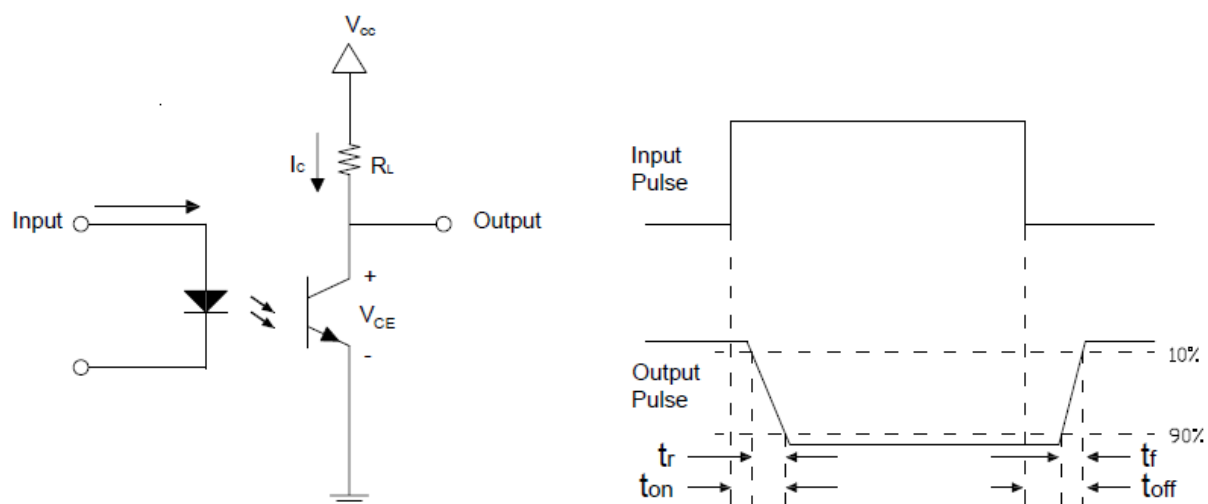 Vcc
Ic
RL
Input
Output
+
VCE
-
Input
Pulse
Output
Pulse
10%
90%
tr
tf
ton
toff